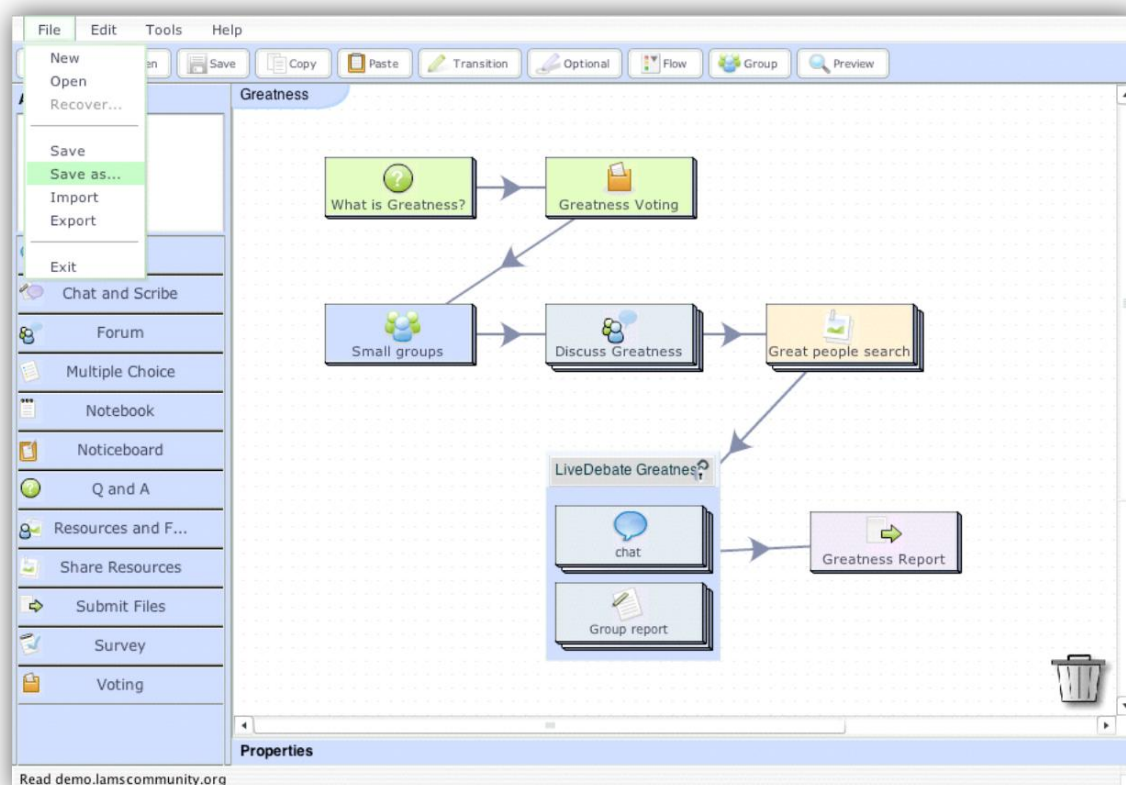 File Edit Tools Help
Save Copy Paste Transition Optional Flow Group Preview
New
Open
Recover...
Save
Save as...
Import
Export
Exit
Greatness
What is Greatness?
Greatness Voting
Small groups
Discuss Greatness
Great people search
LiveDebate Greatnes
chat
Group report
Greatness Report
Chat and Scribe
Forum
Multiple Choice
Notebook
Noticeboard
Q and A
Resources and F...
Share Resources
Submit Files
Survey
Voting
Properties
Read demo.lamscommunity.org